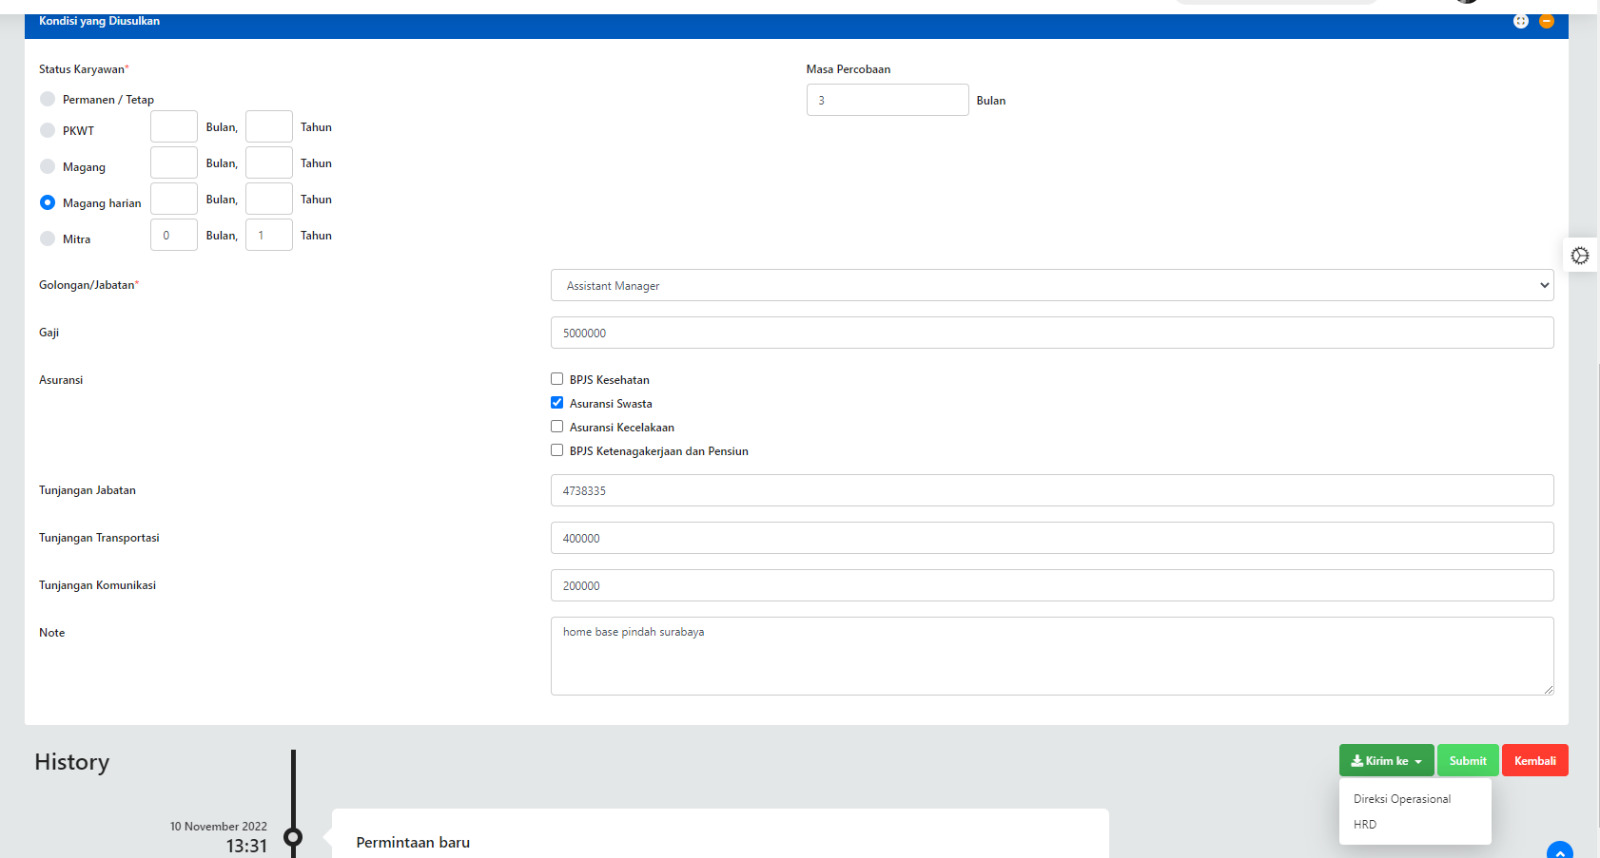 Kondisi yang Diusulkan
Status Karyawan*
Masa Percobaan
Permanen / Tetap
3 Bulan
PKWT Bulan, Tahun
Magang Bulan, Tahun
Magang harian Bulan, Tahun
Mitra 0 Bulan, 1 Tahun
Golongan/Jabatan* Assistant Manager
Gaji 5000000
Asuransi BPJS Kesehatan
Asuransi Swasta
Asuransi Kecelakaan
BPJS Ketenagakerjaan dan Pensiun
Tunjangan Jabatan 4738335
Tunjangan Transportasi 400000
Tunjangan Komunikasi 200000
Note home base pindah surabaya
History
Kirim ke Submit Kembali
Direksi Operasional
HRD
10 November 2022
13:31
Permintaan baru